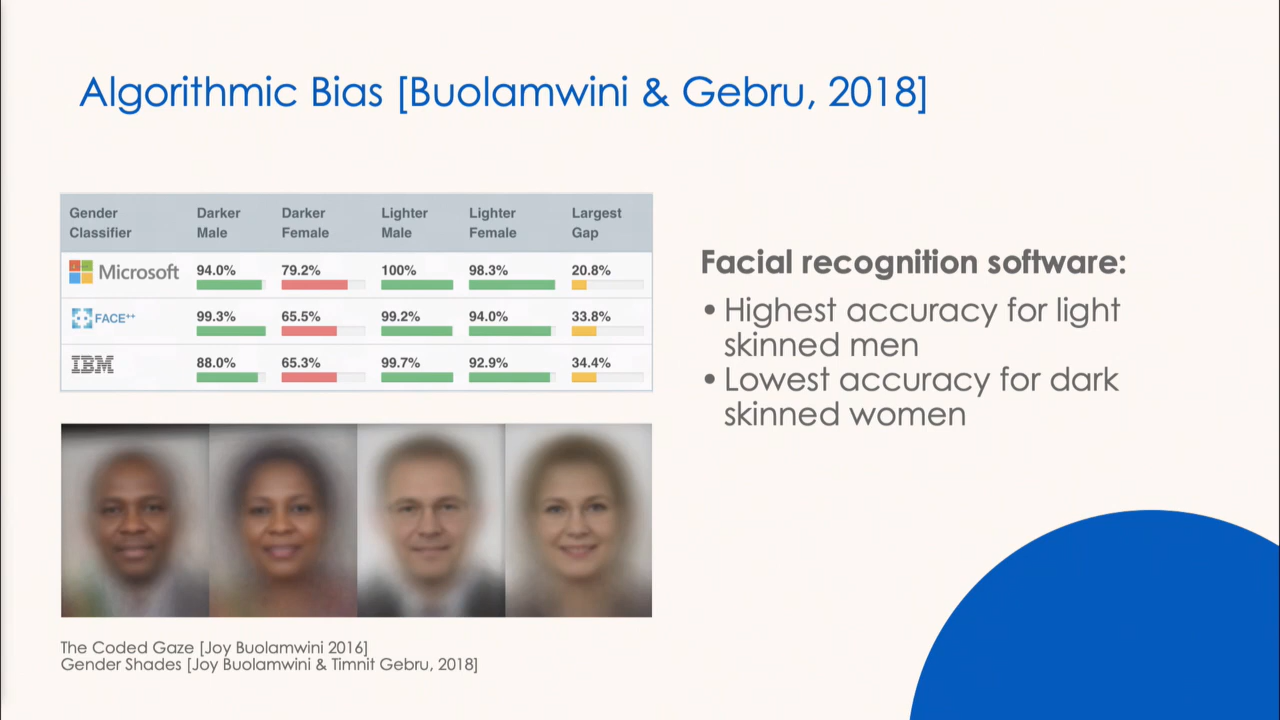 Algorithmic Bias [Buolamwini & Gebru, 2018]
Gender Classifier Darker Male Darker Female Lighter Male Lighter Female Largest Gap
Microsoft 94.0% 79.2% 100% 98.3% 20.8%
FACE++ 99.3% 65.5% 99.2% 94.0% 33.8%
IBM 88.0% 65.3% 99.7% 92.9% 34.4%
Facial recognition software:
• Highest accuracy for light
skinned men
• Lowest accuracy for dark
skinned women
The Coded Gaze [Joy Buolamwini 2016]
Gender Shades [Joy Buolamwini & Timnit Gebru, 2018]